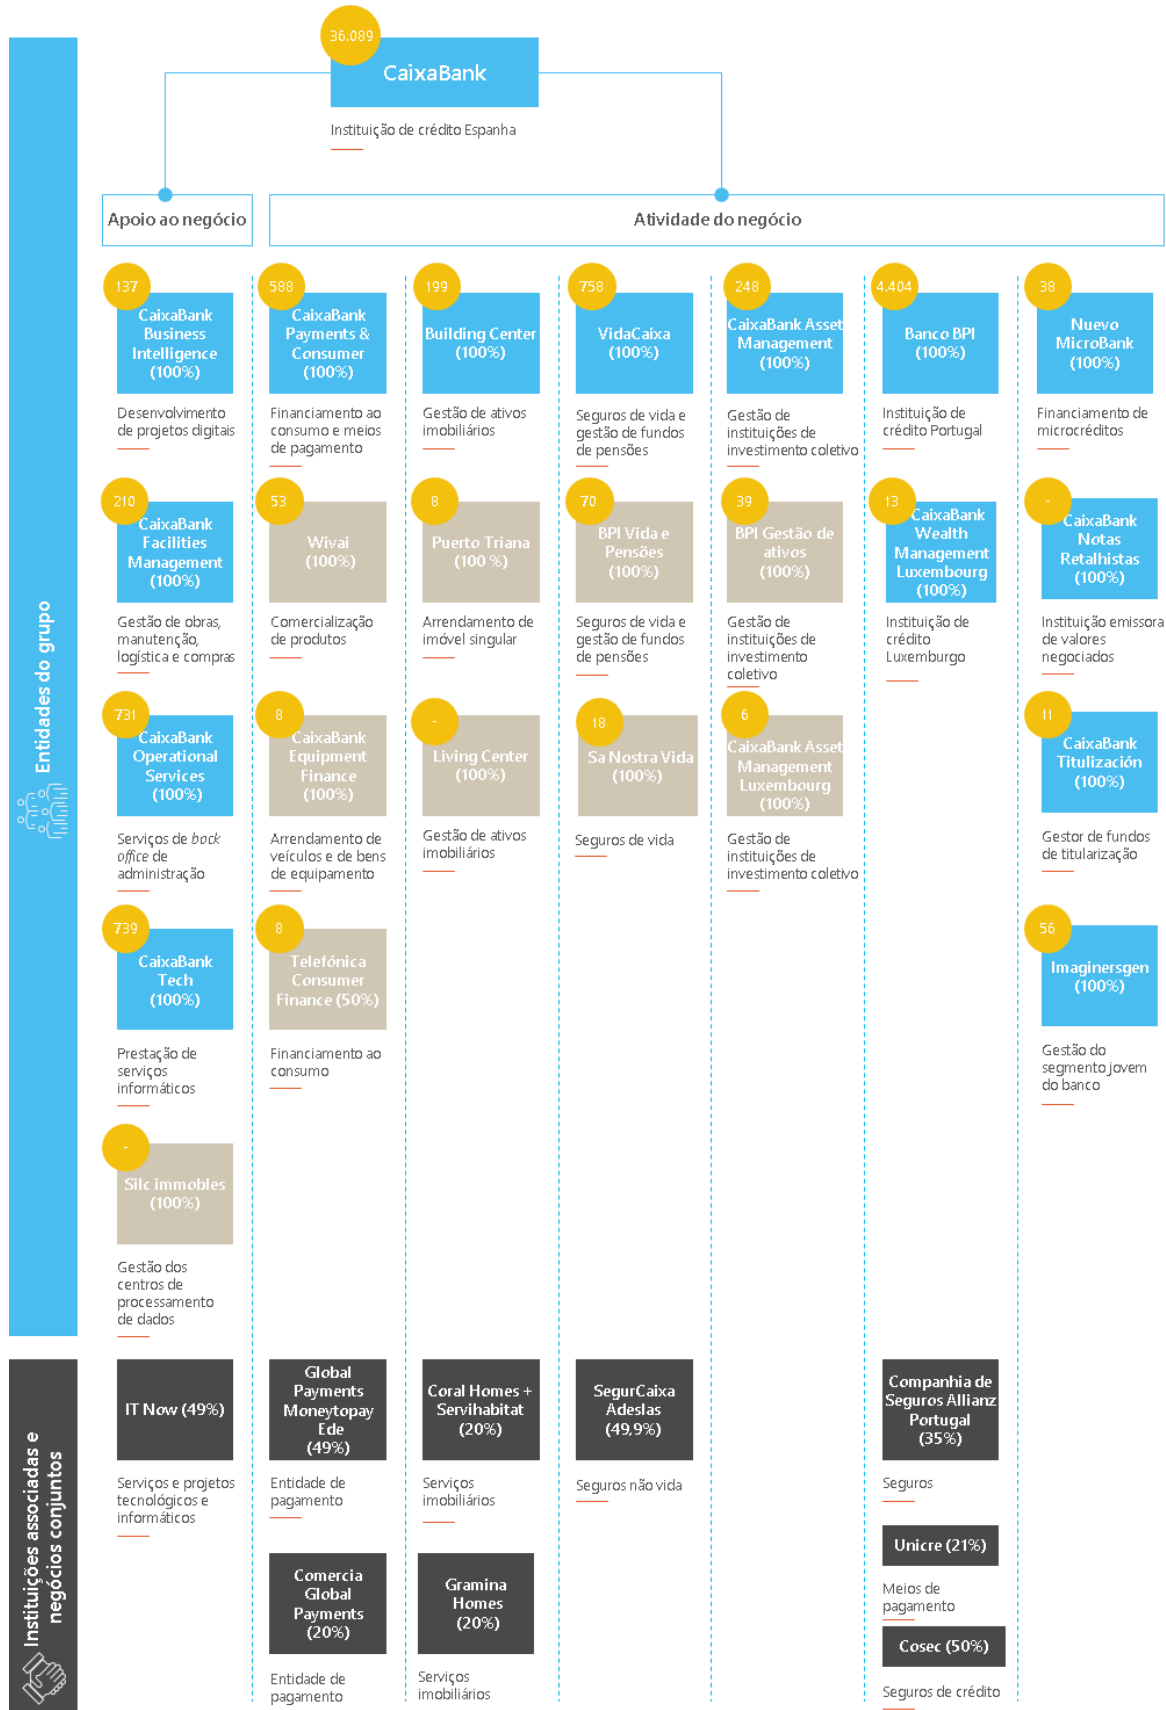 36.089
CaixaBank
Instituição de crédito Espanha
Apoio ao negócio
Atividade do negócio
Entidades do grupo
137
CaixaBank
Business
Intelligence
(100%)
Desenvolvimento
de projetos digitais
588
CaixaBank
Payments &
Consumer
(100%)
Financiamento ao
consumo e meios
de pagamento
199
Building Center
(100%)
Gestão de ativos
imobiliários
758
VidaCaixa
(100%)
Seguros de vida e
gestão de fundos
de pensões
248
CaixaBank Asset
Management
(100%)
Gestão de
instituições de
investimento coletivo
4.404
Banco BPI
(100%)
Instituição de
crédito Portugal
38
Nuevo
MicroBank
(100%)
Financiamento de
microcréditos
210
CaixaBank
Facilities
Management
(100%)
Gestão de obras,
manutenção,
logística e compras
53
Wivai
(100%)
Comercialização
de produtos
8
Puerto Triana
(100 %)
Arrendamento de
imóvel singular
70
BPI Vida e
Pensões
(100%)
Seguros de vida e
gestão de fundos
de pensões
39
BPI Gestão de
ativos
(100%)
Gestão de
instituições de
investimento
coletivo
13
CaixaBank
Wealth
Management
Luxembourg
(100%)
Instituição de
crédito
Luxemburgo
-
CaixaBank
Notas
Retalhistas
(100%)
Instituição emissora
de valores
negociados
731
CaixaBank
Operational
Services
(100%)
Serviços de back
office de
administração
8
CaixaBank
Equipment
Finance
(100%)
Arrendamento de
veículos e de bens
de equipamento
-
Living Center
(100%)
Gestão de ativos
imobiliários
18
Sa Nostra Vida
(100%)
Seguros de vida
6
CaixaBank Asset
Management
Luxembourg
(100%)
Gestão de
instituições de
investimento coletivo
11
CaixaBank
Titulización
(100%)
Gestor de fundos
de titularização
739
CaixaBank
Tech
(100%)
Prestação de
serviços
informáticos
8
Telefónica
Consumer
Finance (50%)
Financiamento ao
consumo
56
Imaginersgen
(100%)
Gestão do
segmento jovem
do banco
-
Silc immobles
(100%)
Gestão dos
centros de
processamento
de dados
Instituições associadas e
negócios conjuntos
IT Now (49%)
Serviços e projetos
tecnológicos e
informáticos
Global
Payments
Moneytopay
Ede
(49%)
Entidade de
pagamento
Coral Homes +
Servihabitat
(20%)
Serviços
imobiliários
SegurCaixa
Adeslas
(49,9%)
Seguros não vida
Companhia de
Seguros Allianz
Portugal
(35%)
Seguros
Unicre (21%)
Meios de
pagamento
Comercia
Global
Payments
(20%)
Entidade de
pagamento
Gramina
Homes
(20%)
Serviços
imobiliários
Cosec (50%)
Seguros de crédito